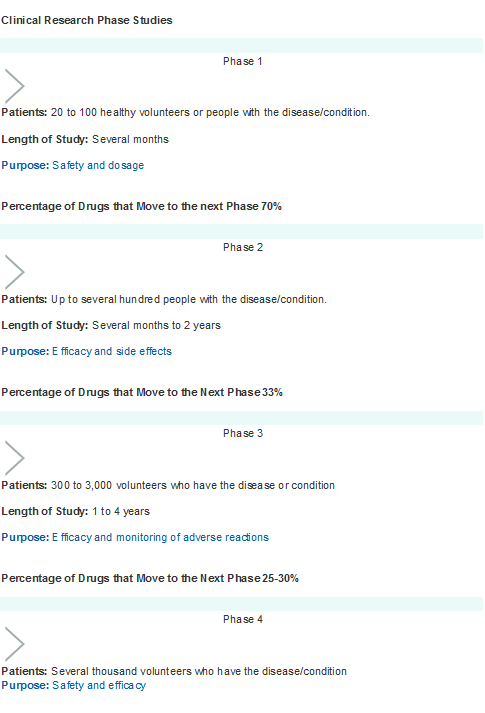 Clinical Research Phase Studies
Phase 1
Patients: 20 to 100 healthy volunteers or people with the disease/condition.
Length of Study: Several months
Purpose: Safety and dosage
Percentage of Drugs that Move to the next Phase 70%
Phase 2
Patients: Up to several hundred people with the disease/condition.
Length of Study: Several months to 2 years
Purpose: Efficacy and side effects
Percentage of Drugs that Move to the Next Phase 33%
Phase 3
Patients: 300 to 3,000 volunteers who have the disease or condition
Length of Study: 1 to 4 years
Purpose: Efficacy and monitoring of adverse reactions
Percentage of Drugs that Move to the Next Phase 25-30%
Phase 4
Patients: Several thousand volunteers who have the disease/condition
Purpose: Safety and efficacy